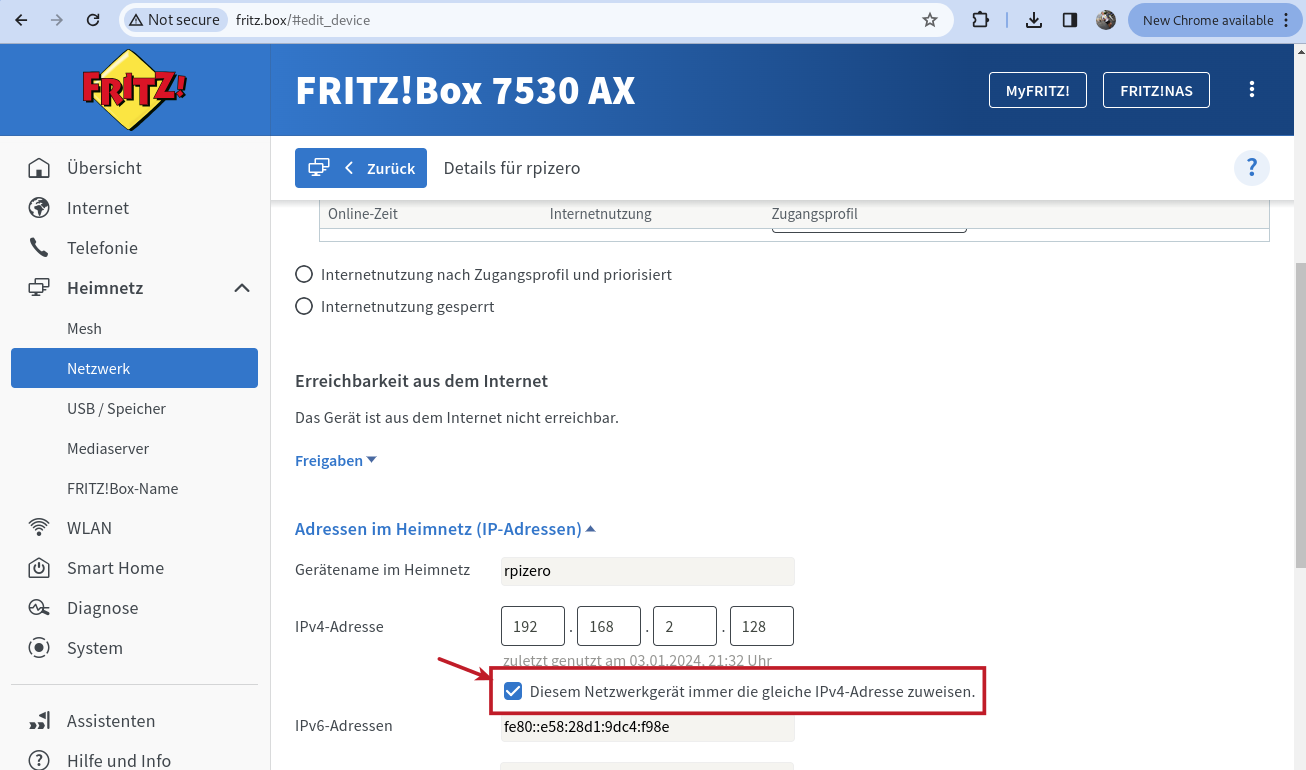 Not secure fritz.box/#edit_device New Chrome available
FRITZ!
FRITZ!Box 7530 AX
MyFRITZ! FRITZ!NAS
Übersicht
Internet
Telefonie
Heimnetz
Mesh
Netzwerk
USB / Speicher
Mediaserver
FRITZ!Box-Name
WLAN
Smart Home
Diagnose
System
Assistenten
Hilfe und Info
Zurück Details für rpizero ?
Online-Zeit Internetnutzung Zugangsprofil
Internetnutzung nach Zugangsprofil und priorisiert
Internetnutzung gesperrt
Erreichbarkeit aus dem Internet
Das Gerät ist aus dem Internet nicht erreichbar.
Freigaben
Adressen im Heimnetz (IP-Adressen)
Gerätename im Heimnetz rpizero
IPv4-Adresse 192 . 168 . 2 . 128
zuletzt genutzt am 03.01.2024, 21:32 Uhr
Diesem Netzwerkgerät immer die gleiche IPv4-Adresse zuweisen.
IPv6-Adressen fe80::e58:28d1:9dc4:f98e